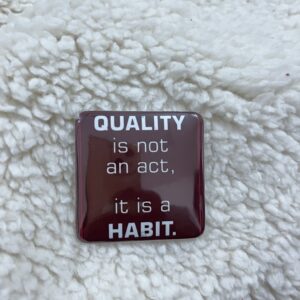 QUALITY
is not
an act,
it is a
HABIT.